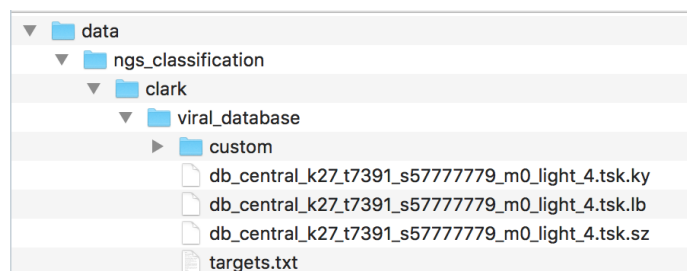 data
ngs_classification
clark
viral_database
custom
db_central_k27_t7391_s57777779_m0_light_4.tsk.ky
db_central_k27_t7391_s57777779_m0_light_4.tsk.lb
db_central_k27_t7391_s57777779_m0_light_4.tsk.sz
targets.txt